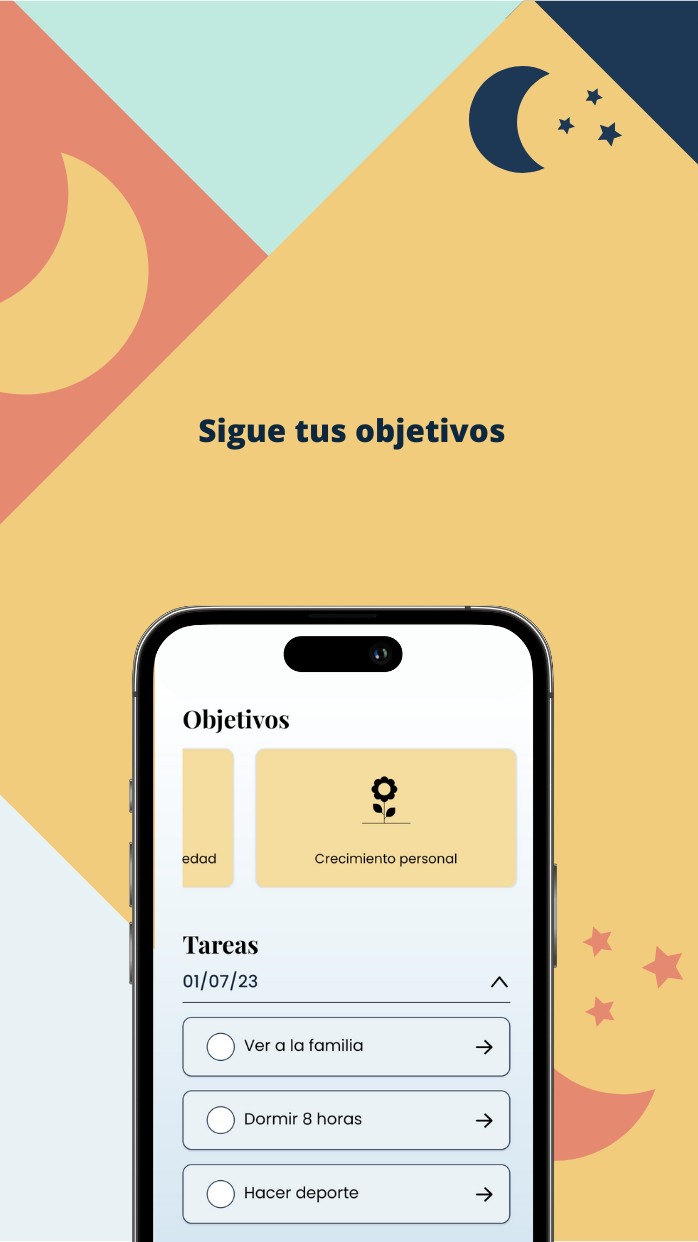 Sigue tus objetivos
Objetivos
edad
Crecimiento personal
Tareas
01/07/23
Ver a la familia
Dormir 8 horas
Hacer deporte